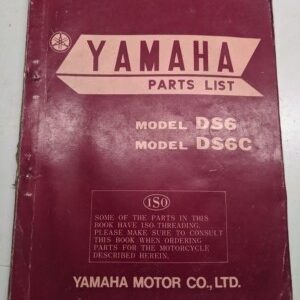 YAMAHA
PARTS LIST
MODEL DS6
MODEL DS6C
ISO
SOME OF THE PARTS IN THIS
BOOK HAVE ISO THREADING.
PLEASE MAKE SURE TO CONSULT
THIS BOOK WHEN ORDERING
PARTS FOR THE MOTORCYCLE
DESCRIBED HEREIN.
YAMAHA MOTOR CO., LTD.